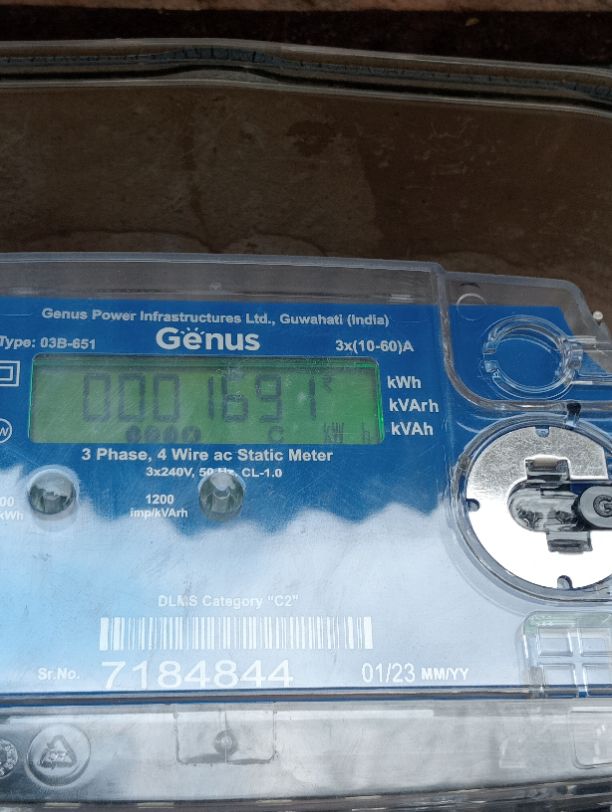 Genus Power Infrastructures Ltd., Guwahati (India)
Type: 03B-651
Genus
3x(10-60)A
0001691
kWh
kVArh
kVAh
kW h
3 Phase, 4 Wire ac Static Meter
3x240V, 50 Hz, CL-1.0
kWh
1200
imp/kVArh
DLMS Category "C2"
Sr.No. 7184844 01/23 MM/YY